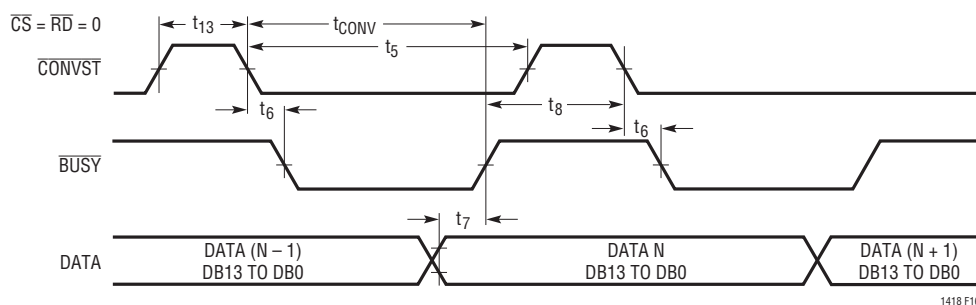 CS = RD = 0
t13
tCONV
t5
CONVST
t6
t8
t6
BUSY
t7
DATA
DATA (N – 1)
DB13 TO DB0
DATA N
DB13 TO DB0
DATA (N + 1)
DB13 TO DB0